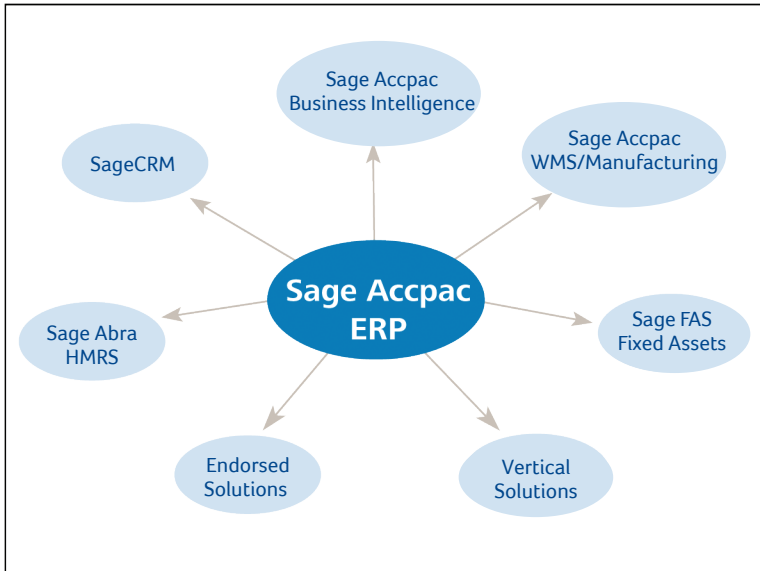 Sage Accpac
Business Intelligence
Sage Accpac
WMS/Manufacturing
SageCRM
Sage Accpac
ERP
Sage Abra
HMRS
Sage FAS
Fixed Assets
Endorsed
Solutions
Vertical
Solutions